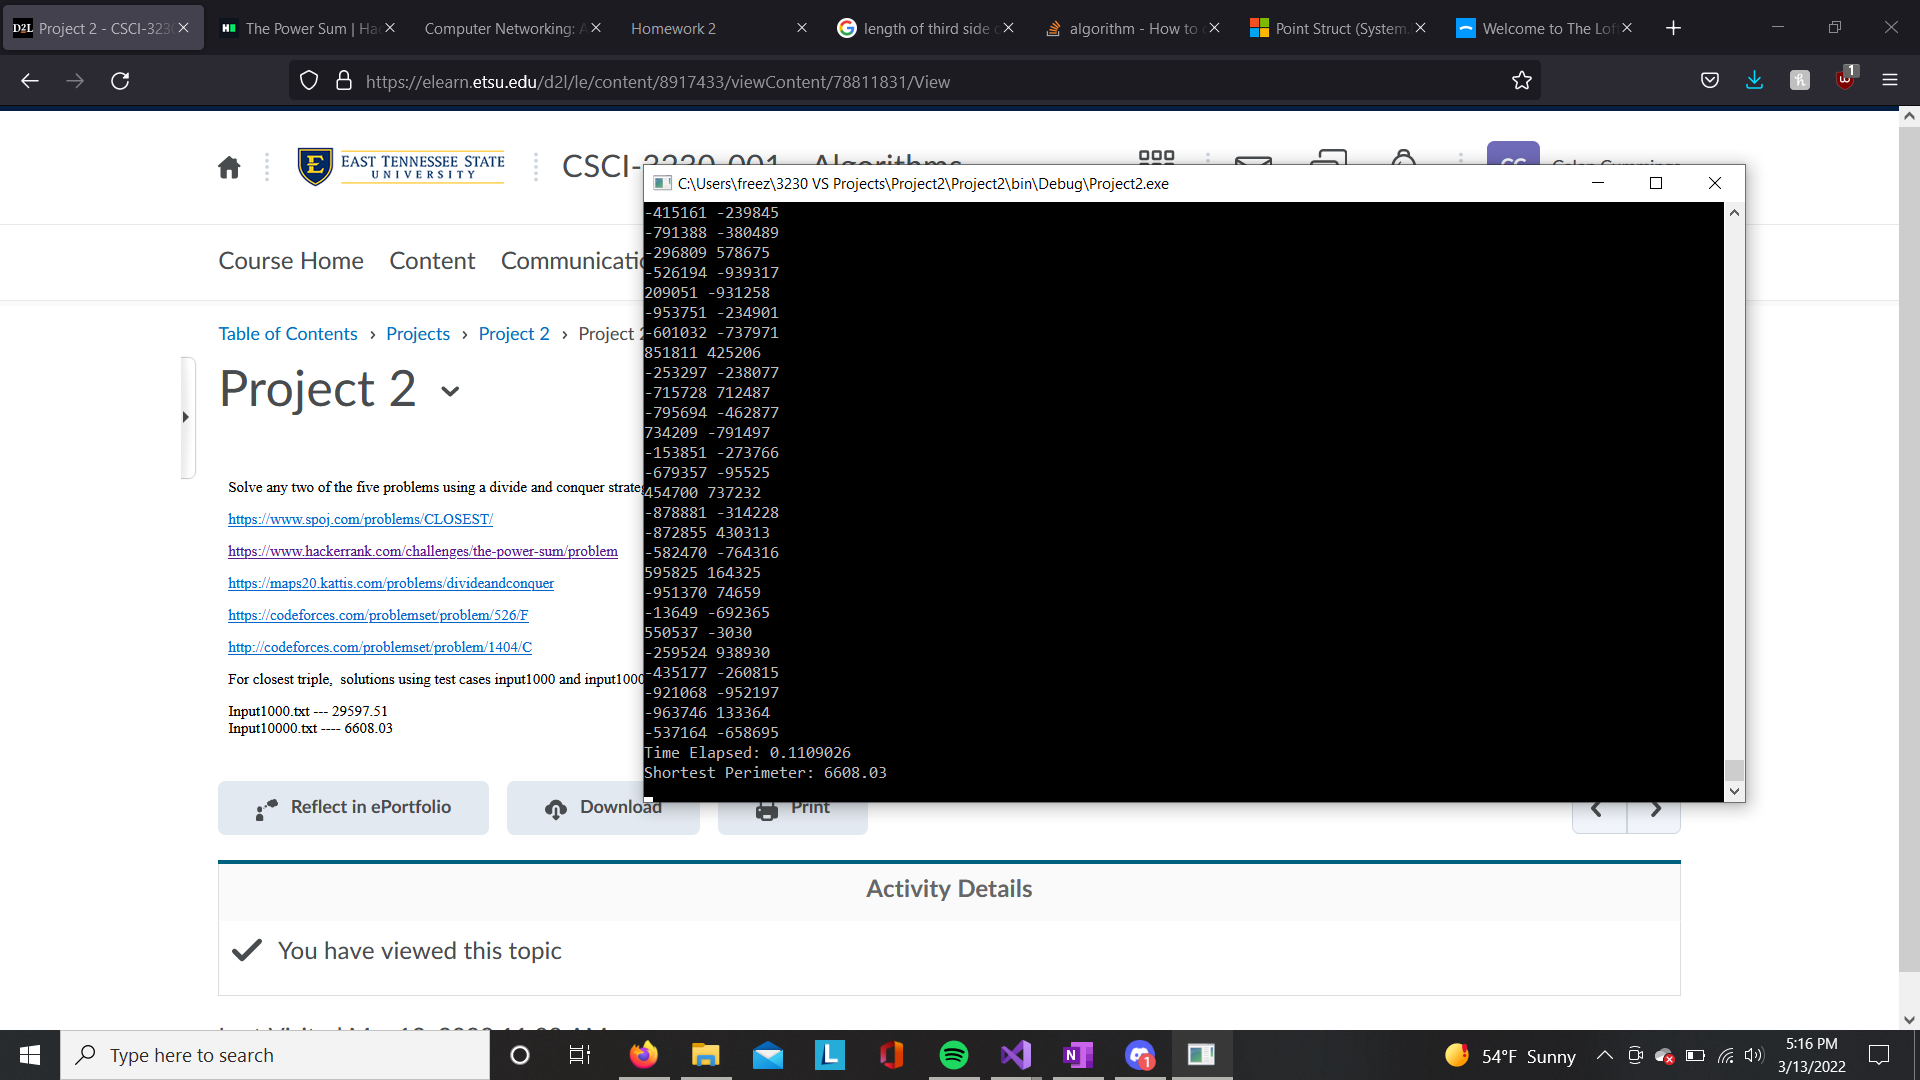 Project 2 - CSCI-323
The Power Sum | Ha
Computer Networking: A
Homework 2
length of third side
algorithm - How to
Point Struct (System.
Welcome to The Lof
https://elearn.etsu.edu/d2l/le/content/8917433/viewContent/78811831/View
1
EAST TENNESSEE STATE
UNIVERSITY
CSCI-3230-001 Algorithms
Course Home
Content
Communicatio
Table of Contents › Projects › Project 2 › Project 2
Project 2
Solve any two of the five problems using a divide and conquer strate
https://www.spoj.com/problems/CLOSEST/
https://www.hackerrank.com/challenges/the-power-sum/problem
https://maps20.kattis.com/problems/divideandconquer
https://codeforces.com/problemset/problem/526/F
http://codeforces.com/problemset/problem/1404/C
For closest triple, solutions using test cases input1000 and input1000
Input1000.txt --- 29597.51
Input10000.txt ---- 6608.03
C:\Users\freez\3230 VS Projects\Project2\Project2\bin\Debug\Project2.exe
-415161 -239845
-791388 -380489
-296809 578675
-526194 -939317
209051 -931258
-953751 -234901
-601032 -737971
851811 425206
-253297 -238077
-715728 712487
-795694 -462877
734209 -791497
-153851 -273766
-679357 -95525
454700 737232
-878881 -314228
-872855 430313
-582470 -764316
595825 164325
-951370 74659
-13649 -692365
550537 -3030
-259524 938930
-435177 -260815
-921068 -952197
-963746 133364
-537164 -658695
Time Elapsed: 0.1109026
Shortest Perimeter: 6608.03
Reflect in ePortfolio
Download
Print
Activity Details
You have viewed this topic
Type here to search
54°F Sunny
5:16 PM
3/13/2022